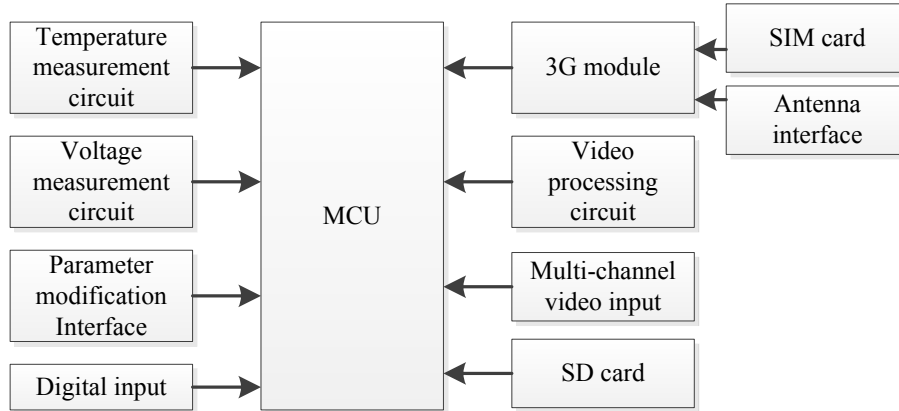 Temperature
measurement
circuit
Voltage
measurement
circuit
Parameter
modification
Interface
Digital input
MCU
3G module
Video
processing
circuit
Multi-channel
video input
SD card
SIM card
Antenna
interface